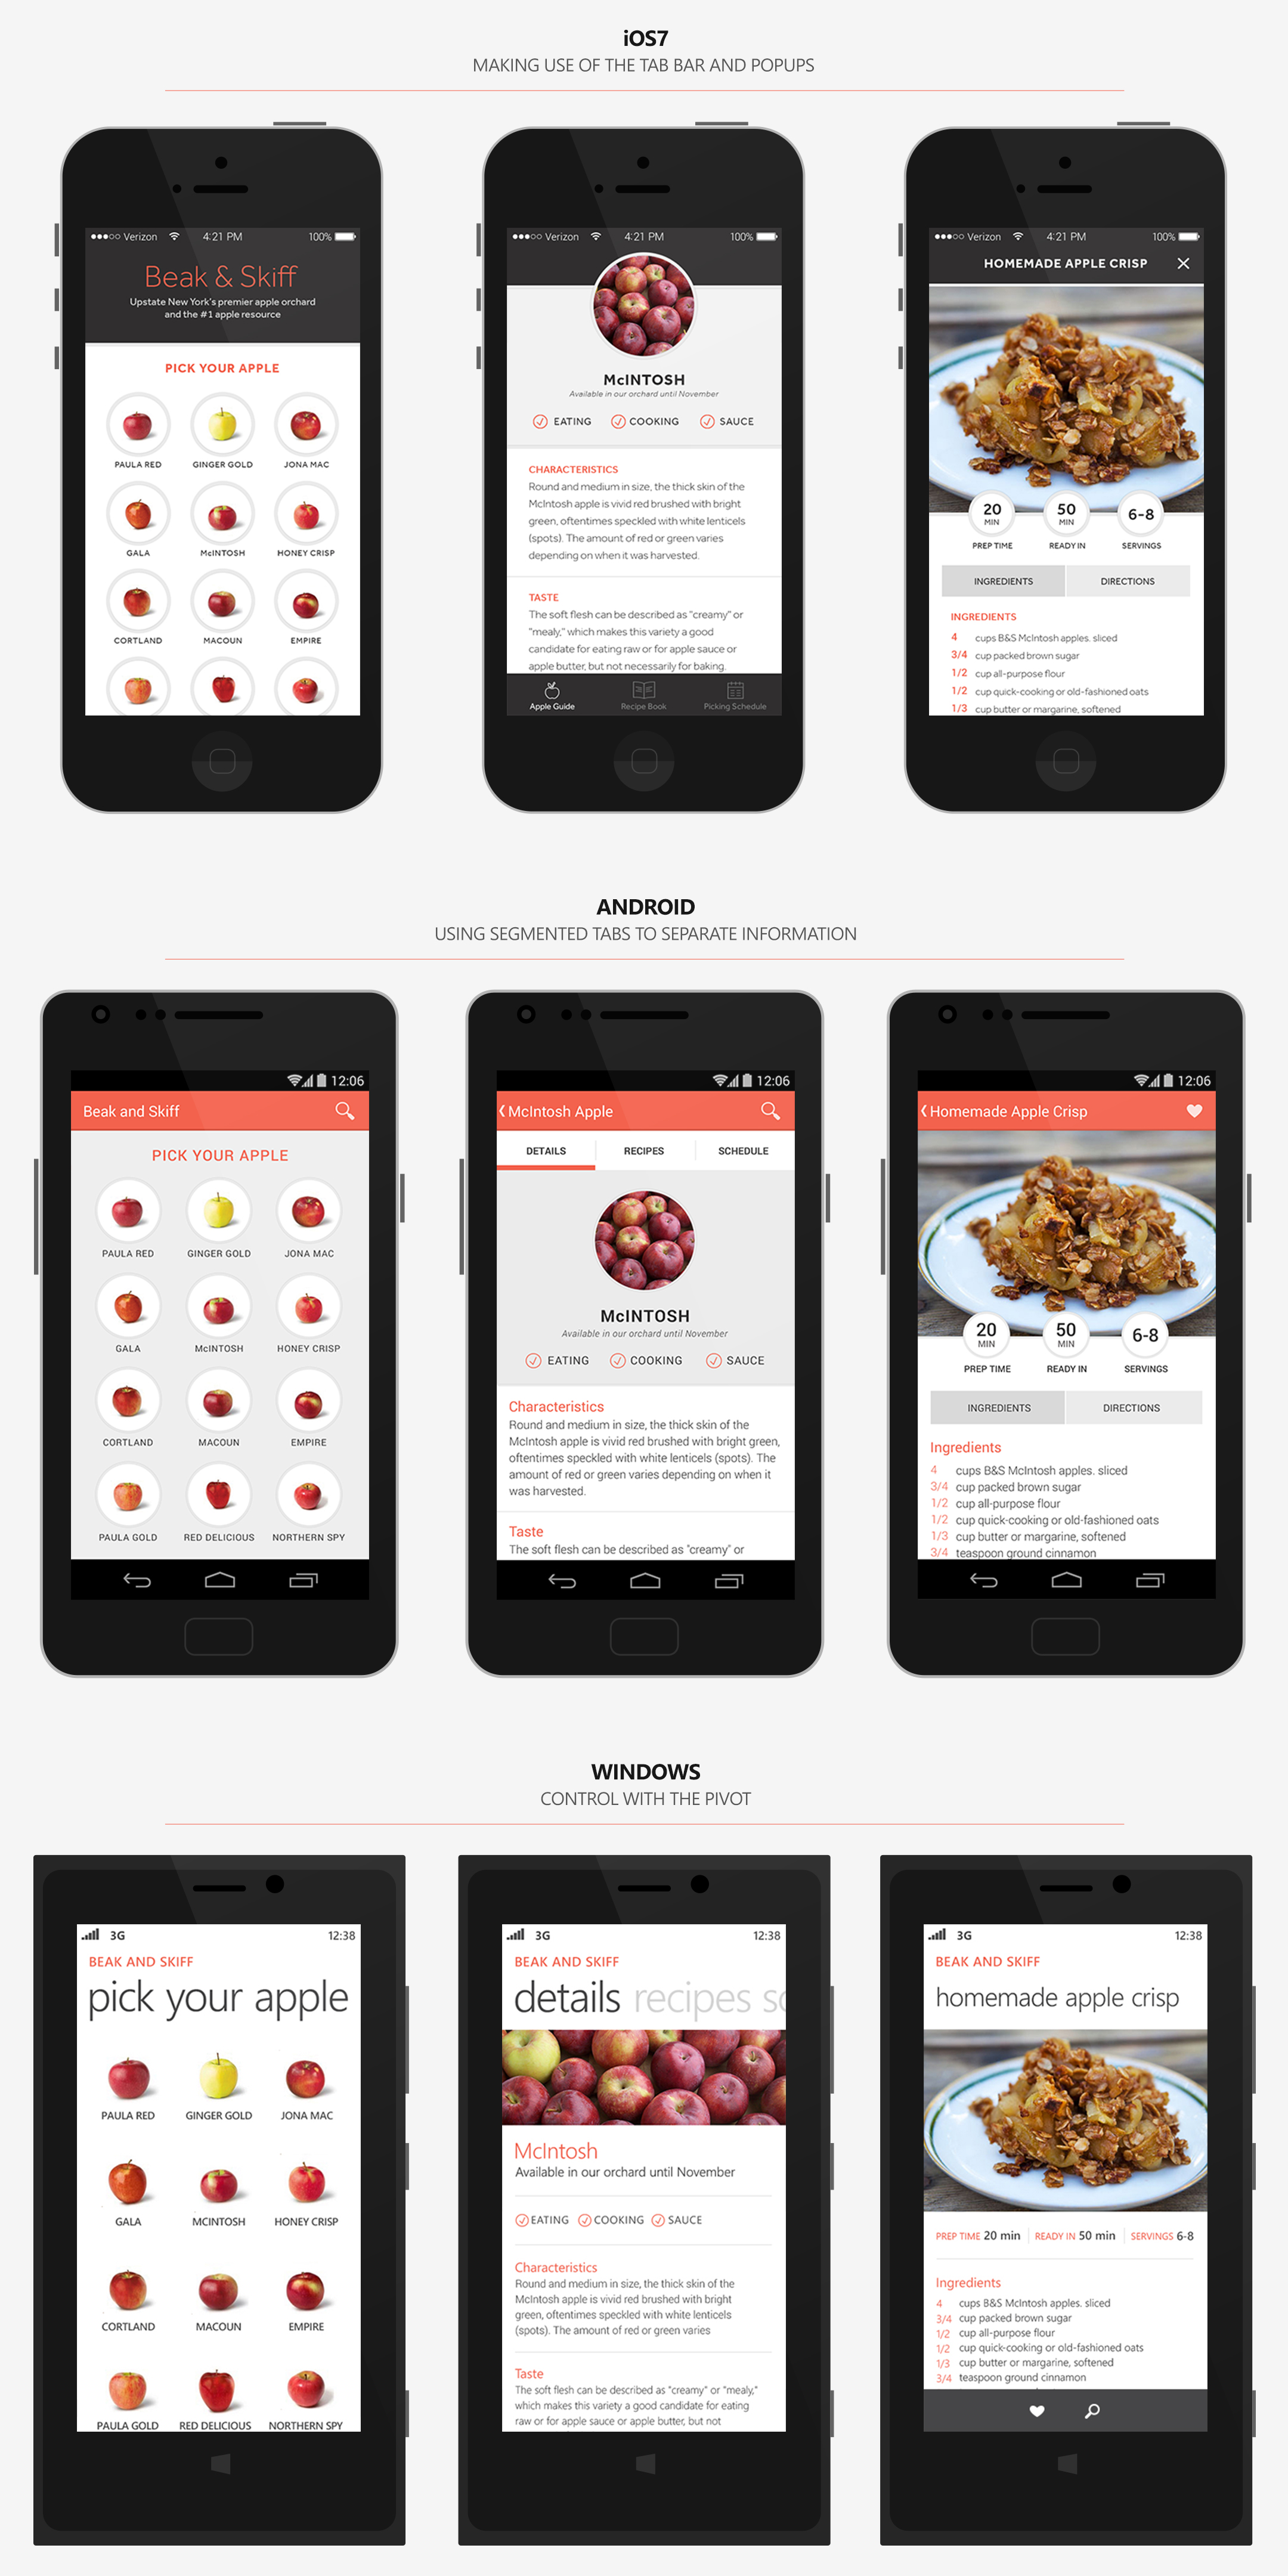 iOS7
MAKING USE OF THE TAB BAR AND POPUPS
Verizon 4:21 PM 100%
Beak & Skiff
Upstate New York's premier apple orchard
and the #1 apple resource
PICK YOUR APPLE
PAULA RED GINGER GOLD JONA MAC
GALA McINTOSH HONEY CRISP
CORTLAND MACOUN EMPIRE
Verizon 4:21 PM 100%
McINTOSH
Available in our orchard until November
EATING COOKING SAUCE
CHARACTERISTICS
Round and medium in size, the thick skin of the
McIntosh apple is vivid red brushed with bright
green, oftentimes speckled with white lenticels
(spots). The amount of red or green varies
depending on when it was harvested.
TASTE
The soft flesh can be described as "creamy" or
"mealy," which makes this variety a good
candidate for eating raw or for apple sauce or
apple butter, but not necessarily for baking.
Apple Guide Recipe Book Picking Schedule
Verizon 4:21 PM 100%
HOMEMADE APPLE CRISP
20 50 6-8
MIN MIN
PREP TIME READY IN SERVINGS
INGREDIENTS DIRECTIONS
INGREDIENTS
4 cups B&S McIntosh apples. sliced
3/4 cup packed brown sugar
1/2 cup all-purpose flour
1/2 cup quick-cooking or old-fashioned oats
1/3 cup butter or margarine, softened
ANDROID
USING SEGMENTED TABS TO SEPARATE INFORMATION
12:06
Beak and Skiff
PICK YOUR APPLE
PAULA RED GINGER GOLD JONA MAC
GALA McINTOSH HONEY CRISP
CORTLAND MACOUN EMPIRE
PAULA GOLD RED DELICIOUS NORTHERN SPY
12:06
McIntosh Apple
DETAILS RECIPES SCHEDULE
McINTOSH
Available in our orchard until November
EATING COOKING SAUCE
Characteristics
Round and medium in size, the thick skin of the
McIntosh apple is vivid red brushed with bright green,
oftentimes speckled with white lenticels (spots). The
amount of red or green varies depending on when it
was harvested.
Taste
The soft flesh can be described as "creamy" or
12:06
Homemade Apple Crisp
20 50 6-8
MIN MIN
PREP TIME READY IN SERVINGS
INGREDIENTS DIRECTIONS
Ingredients
4 cups B&S McIntosh apples. sliced
3/4 cup packed brown sugar
1/2 cup all-purpose flour
1/2 cup quick-cooking or old-fashioned oats
1/3 cup butter or margarine, softened
3/4 teaspoon ground cinnamon
WINDOWS
CONTROL WITH THE PIVOT
3G 12:38
BEAK AND SKIFF
pick your apple
PAULA RED GINGER GOLD JONA MAC
GALA MCINTOSH HONEY CRISP
CORTLAND MACOUN EMPIRE
PAULA GOLD RED DELICIOUS NORTHERN SPY
3G 12:38
BEAK AND SKIFF
details recipes sc
McIntosh
Available in our orchard until November
EATING COOKING SAUCE
Characteristics
Round and medium in size, the thick skin of the
McIntosh apple is vivid red brushed with bright
green, oftentimes speckled with white lenticels
(spots). The amount of red or green varies
Taste
The soft flesh can be described as "creamy" or "mealy,"
which makes this variety a good candidate for eating
raw or for apple sauce or apple butter, but not
3G 12:38
BEAK AND SKIFF
homemade apple crisp
PREP TIME 20 min READY IN 50 min SERVINGS 6-8
Ingredients
4 cups B&S McIntosh apples. sliced
3/4 cup packed brown sugar
1/2 cup all-purpose flour
1/2 cup quick-cooking or old-fashioned oats
1/3 cup butter or margarine, softened
3/4 teaspoon ground cinnamon